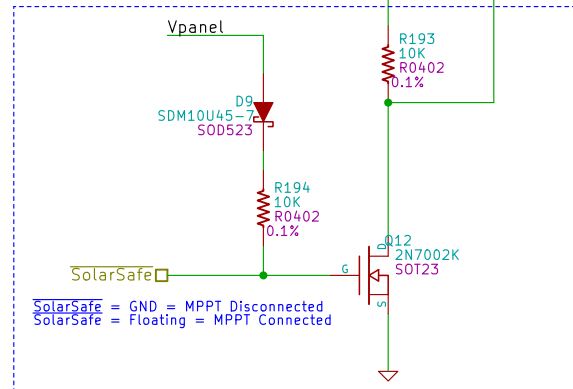 Vpanel
R193
10K
R0402
0.1%
D9
SDM10U45-7
SOD523
R194
10K
R0402
0.1%
Q12
2N7002K
SOT23
D
G
S
SolarSafe
SolarSafe = GND = MPPT Disconnected
SolarSafe = Floating = MPPT Connected